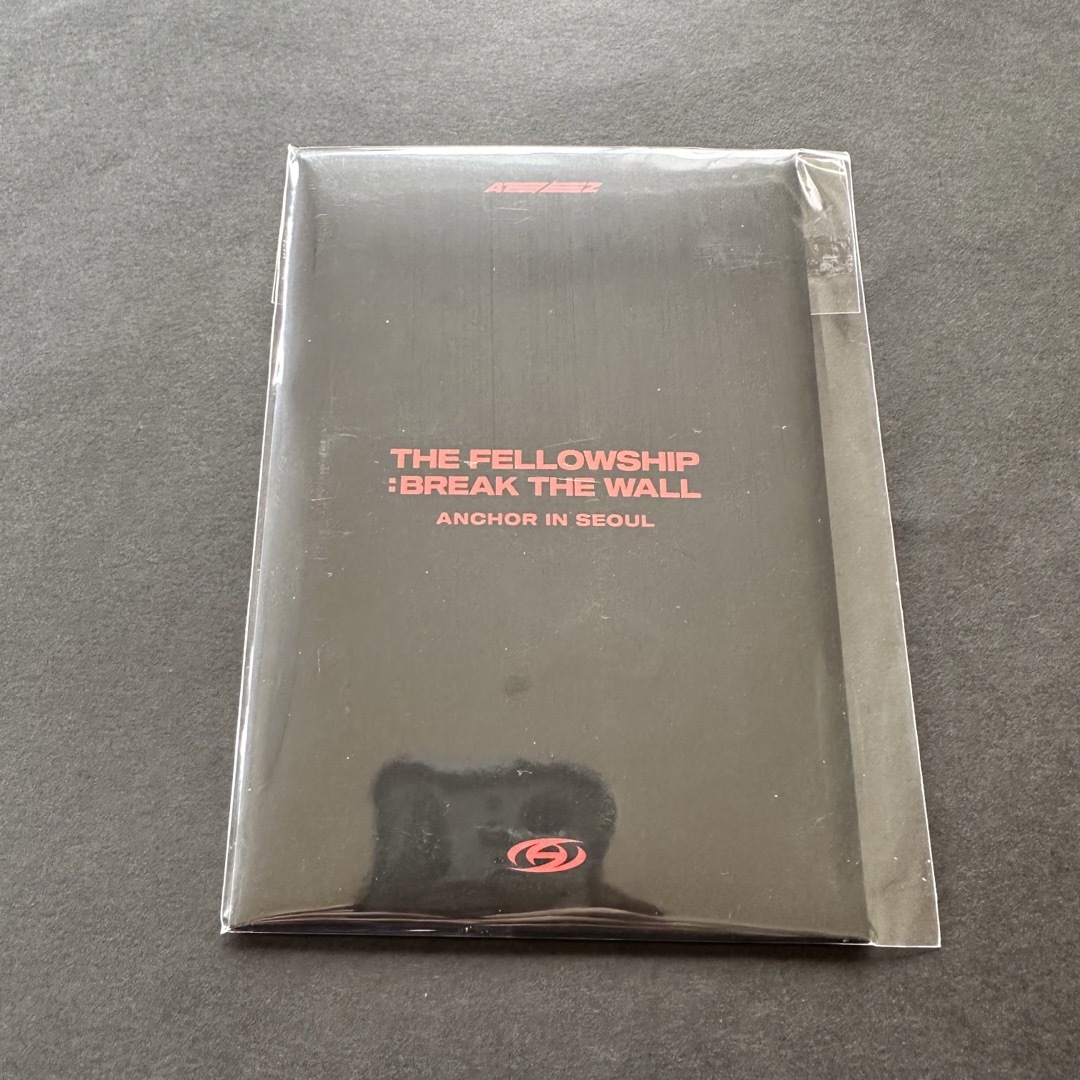 ATEEZ
THE FELLOWSHIP
:BREAK THE WALL
ANCHOR IN SEOUL